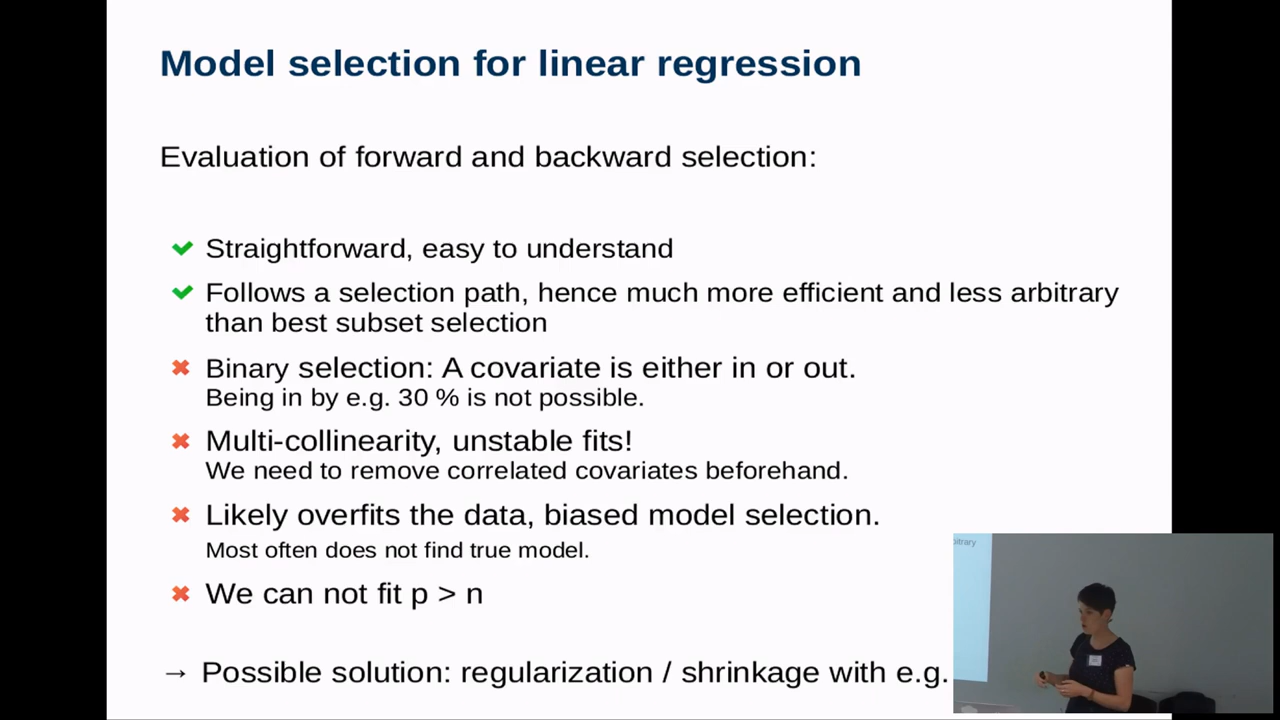 Model selection for linear regression
Evaluation of forward and backward selection:
Straightforward, easy to understand
Follows a selection path, hence much more efficient and less arbitrary
than best subset selection
Binary selection: A covariate is either in or out.
Being in by e.g. 30 % is not possible.
Multi-collinearity, unstable fits!
We need to remove correlated covariates beforehand.
Likely overfits the data, biased model selection.
Most often does not find true model.
We can not fit p > n
→ Possible solution: regularization / shrinkage with e.g.